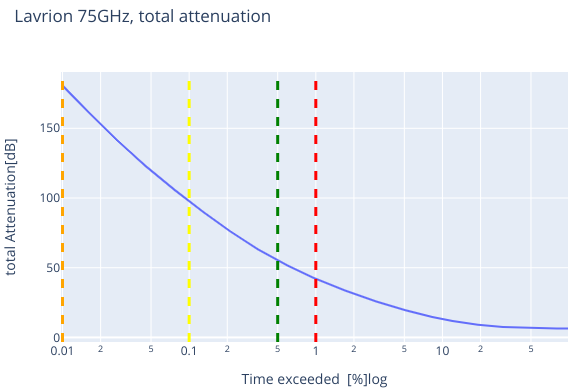 Lavrion 75GHz, total attenuation
total Attenuation[dB]
150
100
50
0
0.01 2 5 0.1 2 5 1 2 5 10 2 5
Time exceeded [%]log